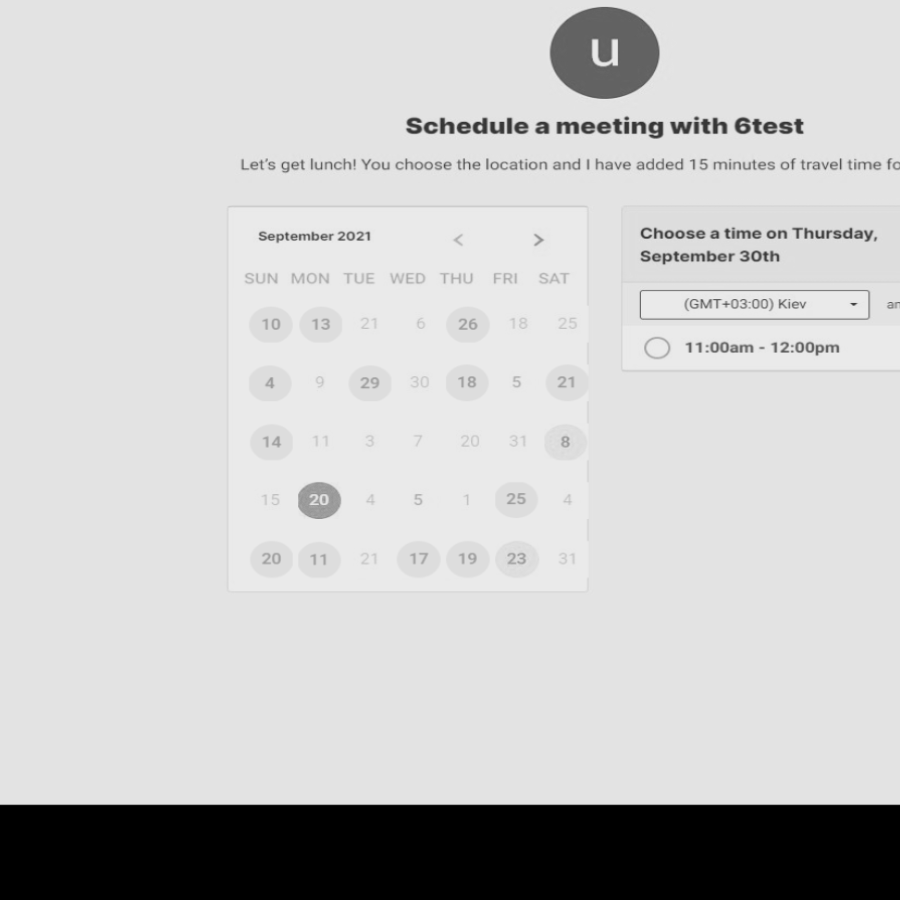 u
Schedule a meeting with 6test
Let's get lunch! You choose the location and I have added 15 minutes of travel time fo
September 2021 < >
SUN MON TUE WED THU FRI SAT
10 13 21 6 26 18 25
4 9 29 30 18 5 21
14 11 3 7 20 31 8
15 20 4 5 1 25 4
20 11 21 17 19 23 31
Choose a time on Thursday,
September 30th
(GMT+03:00) Kiev an
11:00am - 12:00pm